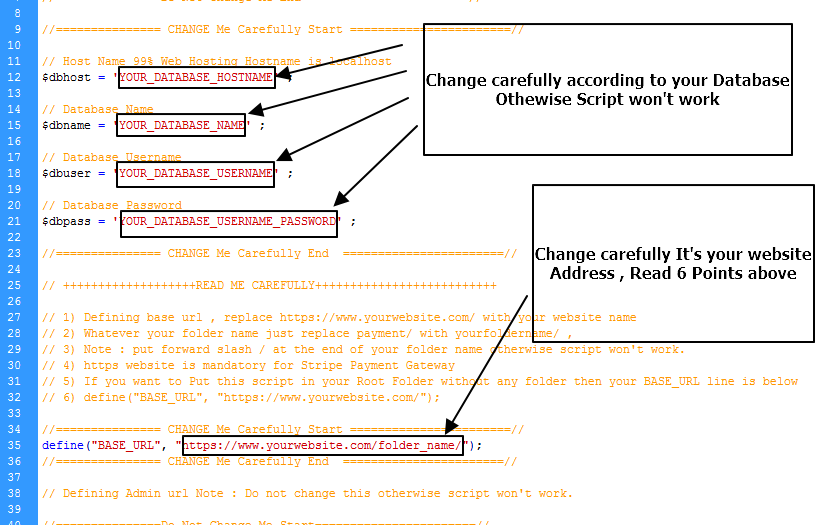 8
9 //=============== CHANGE Me Carefully Start =======================//
10
11 // Host Name 99% Web Hosting Hostname is localhost
12 $dbhost = 'YOUR_DATABASE_HOSTNAME' ;
13
14 // Database Name
15 $dbname = 'YOUR_DATABASE_NAME' ;
16
17 // Database Username
18 $dbuser = 'YOUR_DATABASE_USERNAME' ;
19
20 // Database Password
21 $dbpass = 'YOUR_DATABASE_USERNAME_PASSWORD' ;
22
23 //=============== CHANGE Me Carefully End  =======================//
24
25 // +++++++++++++++++++READ ME CAREFULLY++++++++++++++++++++++++++
26
27 // 1) Defining base url , replace https://www.yourwebsite.com/ with your website name
28 // 2) Whatever your folder name just replace payment/ with yourfoldername/ ,
29 // 3) Note : put forward slash / at the end of your folder name otherwise script won't work.
30 // 4) https website is mandatory for Stripe Payment Gateway
31 // 5) If you want to Put this script in your Root Folder without any folder then your BASE_URL line is below
32 // 6) define("BASE_URL", "https://www.yourwebsite.com/");
33
34 //=============== CHANGE Me Carefully Start =======================//
35 define("BASE_URL", "https://www.yourwebsite.com/folder_name/");
36 //=============== CHANGE Me Carefully End  =======================//
37
38 // Defining Admin url Note : Do not change this otherwise script won't work.
39
Change carefully according to your Database
Othewise Script won't work
Change carefully It's your website
Address , Read 6 Points above